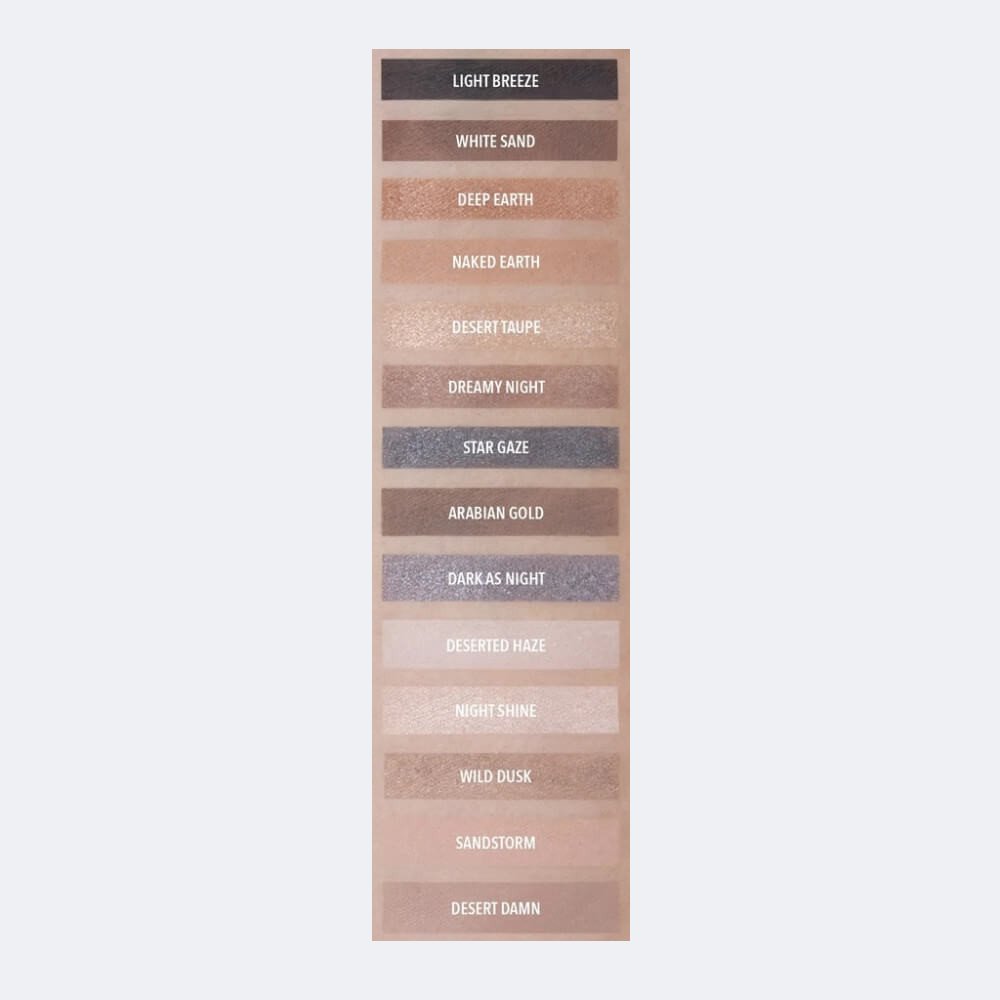 LIGHT BREEZE
WHITE SAND
DEEP EARTH
NAKED EARTH
DESERT TAUPE
DREAMY NIGHT
STAR GAZE
ARABIAN GOLD
DARK AS NIGHT
DESERTED HAZE
NIGHT SHINE
WILD DUSK
SANDSTORM
DESERT DAMN